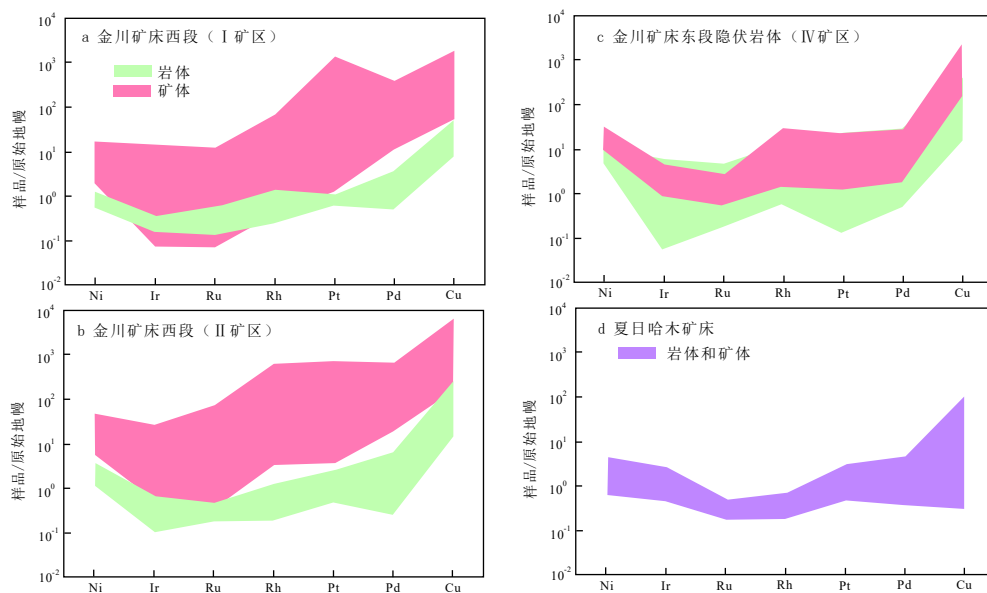 a 金川矿床西段（Ⅰ矿区）
岩体
矿体
样品/原始地幔
10⁴
10³
10²
10¹
10⁰
10⁻¹
10⁻²
Ni Ir Ru Rh Pt Pd Cu
c 金川矿床东段隐伏岩体（Ⅳ矿区）
样品/原始地幔
10⁴
10³
10²
10¹
10⁰
10⁻¹
10⁻²
Ni Ir Ru Rh Pt Pd Cu
b 金川矿床西段（Ⅱ矿区）
样品/原始地幔
10⁴
10³
10²
10¹
10⁰
10⁻¹
10⁻²
Ni Ir Ru Rh Pt Pd Cu
d 夏日哈木矿床
岩体和矿体
样品/原始地幔
10⁴
10³
10²
10¹
10⁰
10⁻¹
10⁻²
Ni Ir Ru Rh Pt Pd Cu